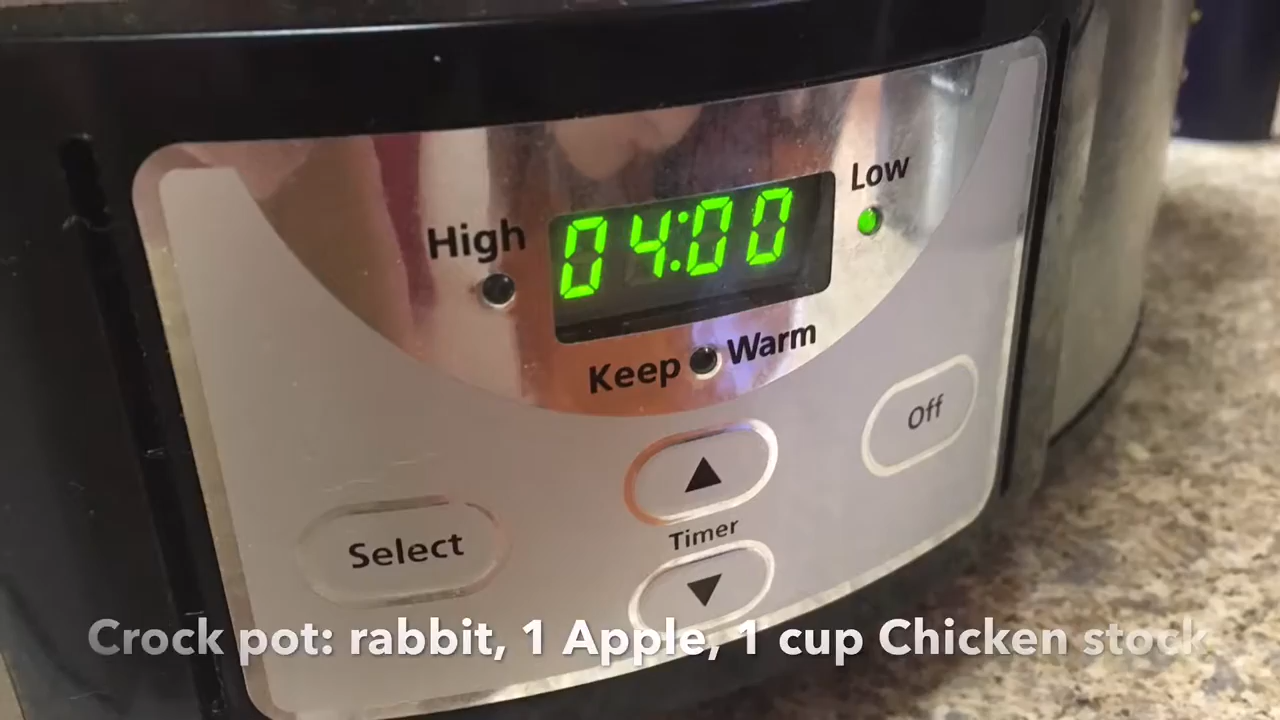 High
04:00
Low
Keep Warm
Off
Select
Timer
Crock pot: rabbit, 1 Apple, 1 cup Chicken stock